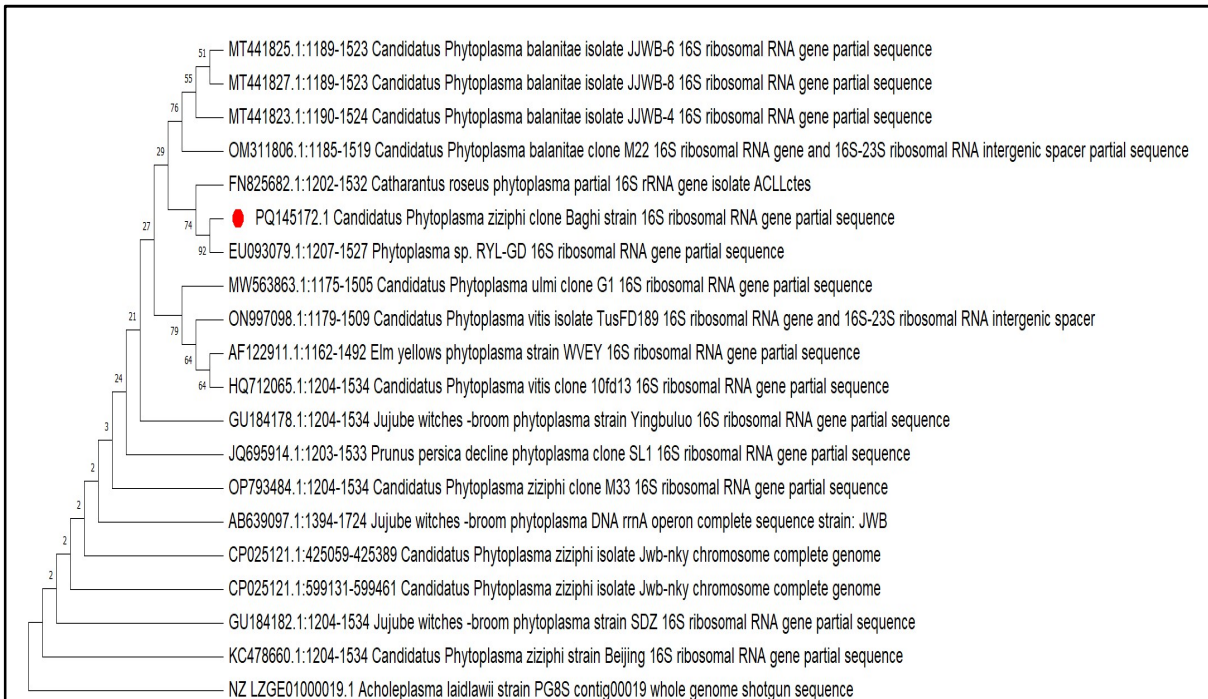 51 MT441825.1:1189-1523 Candidatus Phytoplasma balanitae isolate JJWB-6 16S ribosomal RNA gene partial sequence
55 MT441827.1:1189-1523 Candidatus Phytoplasma balanitae isolate JJWB-8 16S ribosomal RNA gene partial sequence
76 MT441823.1:1190-1524 Candidatus Phytoplasma balanitae isolate JJWB-4 16S ribosomal RNA gene partial sequence
29 OM311806.1:1185-1519 Candidatus Phytoplasma balanitae clone M22 16S ribosomal RNA gene and 16S-23S ribosomal RNA intergenic spacer partial sequence
FN825682.1:1202-1532 Catharantus roseus phytoplasma partial 16S rRNA gene isolate ACLLctes
27 74 PQ145172.1 Candidatus Phytoplasma ziziphi clone Baghi strain 16S ribosomal RNA gene partial sequence
92 EU093079.1:1207-1527 Phytoplasma sp. RYL-GD 16S ribosomal RNA gene partial sequence
MW563863.1:1175-1505 Candidatus Phytoplasma ulmi clone G1 16S ribosomal RNA gene partial sequence
21 79 ON997098.1:1179-1509 Candidatus Phytoplasma vitis isolate TusFD189 16S ribosomal RNA gene and 16S-23S ribosomal RNA intergenic spacer
64 AF122911.1:1162-1492 Elm yellows phytoplasma strain WVEY 16S ribosomal RNA gene partial sequence
24 64 HQ712065.1:1204-1534 Candidatus Phytoplasma vitis clone 10fd13 16S ribosomal RNA gene partial sequence
GU184178.1:1204-1534 Jujube witches -broom phytoplasma strain Yingbuluo 16S ribosomal RNA gene partial sequence
3 JQ695914.1:1203-1533 Prunus persica decline phytoplasma clone SL1 16S ribosomal RNA gene partial sequence
2 OP793484.1:1204-1534 Candidatus Phytoplasma ziziphi clone M33 16S ribosomal RNA gene partial sequence
2 AB639097.1:1394-1724 Jujube witches -broom phytoplasma DNA rrnA operon complete sequence strain: JWB
2 CP025121.1:425059-425389 Candidatus Phytoplasma ziziphi isolate Jwb-nky chromosome complete genome
2 CP025121.1:599131-599461 Candidatus Phytoplasma ziziphi isolate Jwb-nky chromosome complete genome
GU184182.1:1204-1534 Jujube witches -broom phytoplasma strain SDZ 16S ribosomal RNA gene partial sequence
KC478660.1:1204-1534 Candidatus Phytoplasma ziziphi strain Beijing 16S ribosomal RNA gene partial sequence
NZ LZGE01000019.1 Acholeplasma laidlawii strain PG8S contig00019 whole genome shotgun sequence